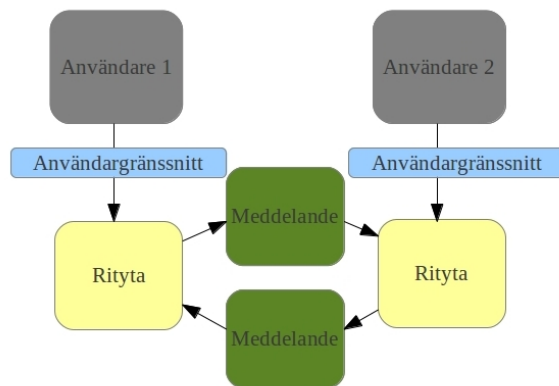 Användare 1
Användare 2
Användargränssnitt
Användargränssnitt
Meddelande
Rityta
Rityta
Meddelande